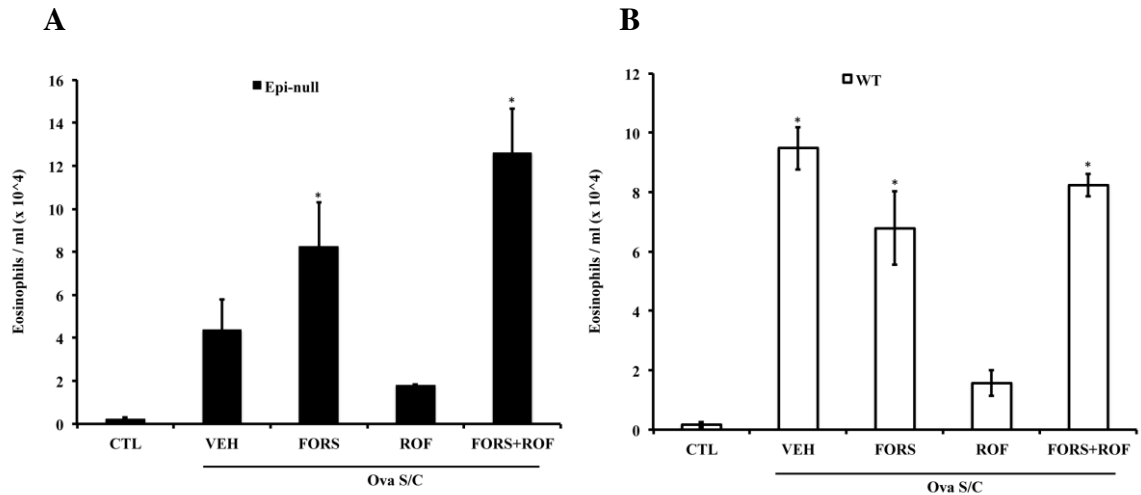 A
Epi-null
16
14
12
10
8
6
4
2
0
Eosinophils / ml (x 10^4)
*
*
CTL VEH FORS ROF FORS+ROF
Ova S/C
B
WT
12
10
8
6
4
2
0
Eosinophils / ml (x 10^4)
*
*
*
CTL VEH FORS ROF FORS+ROF
Ova S/C